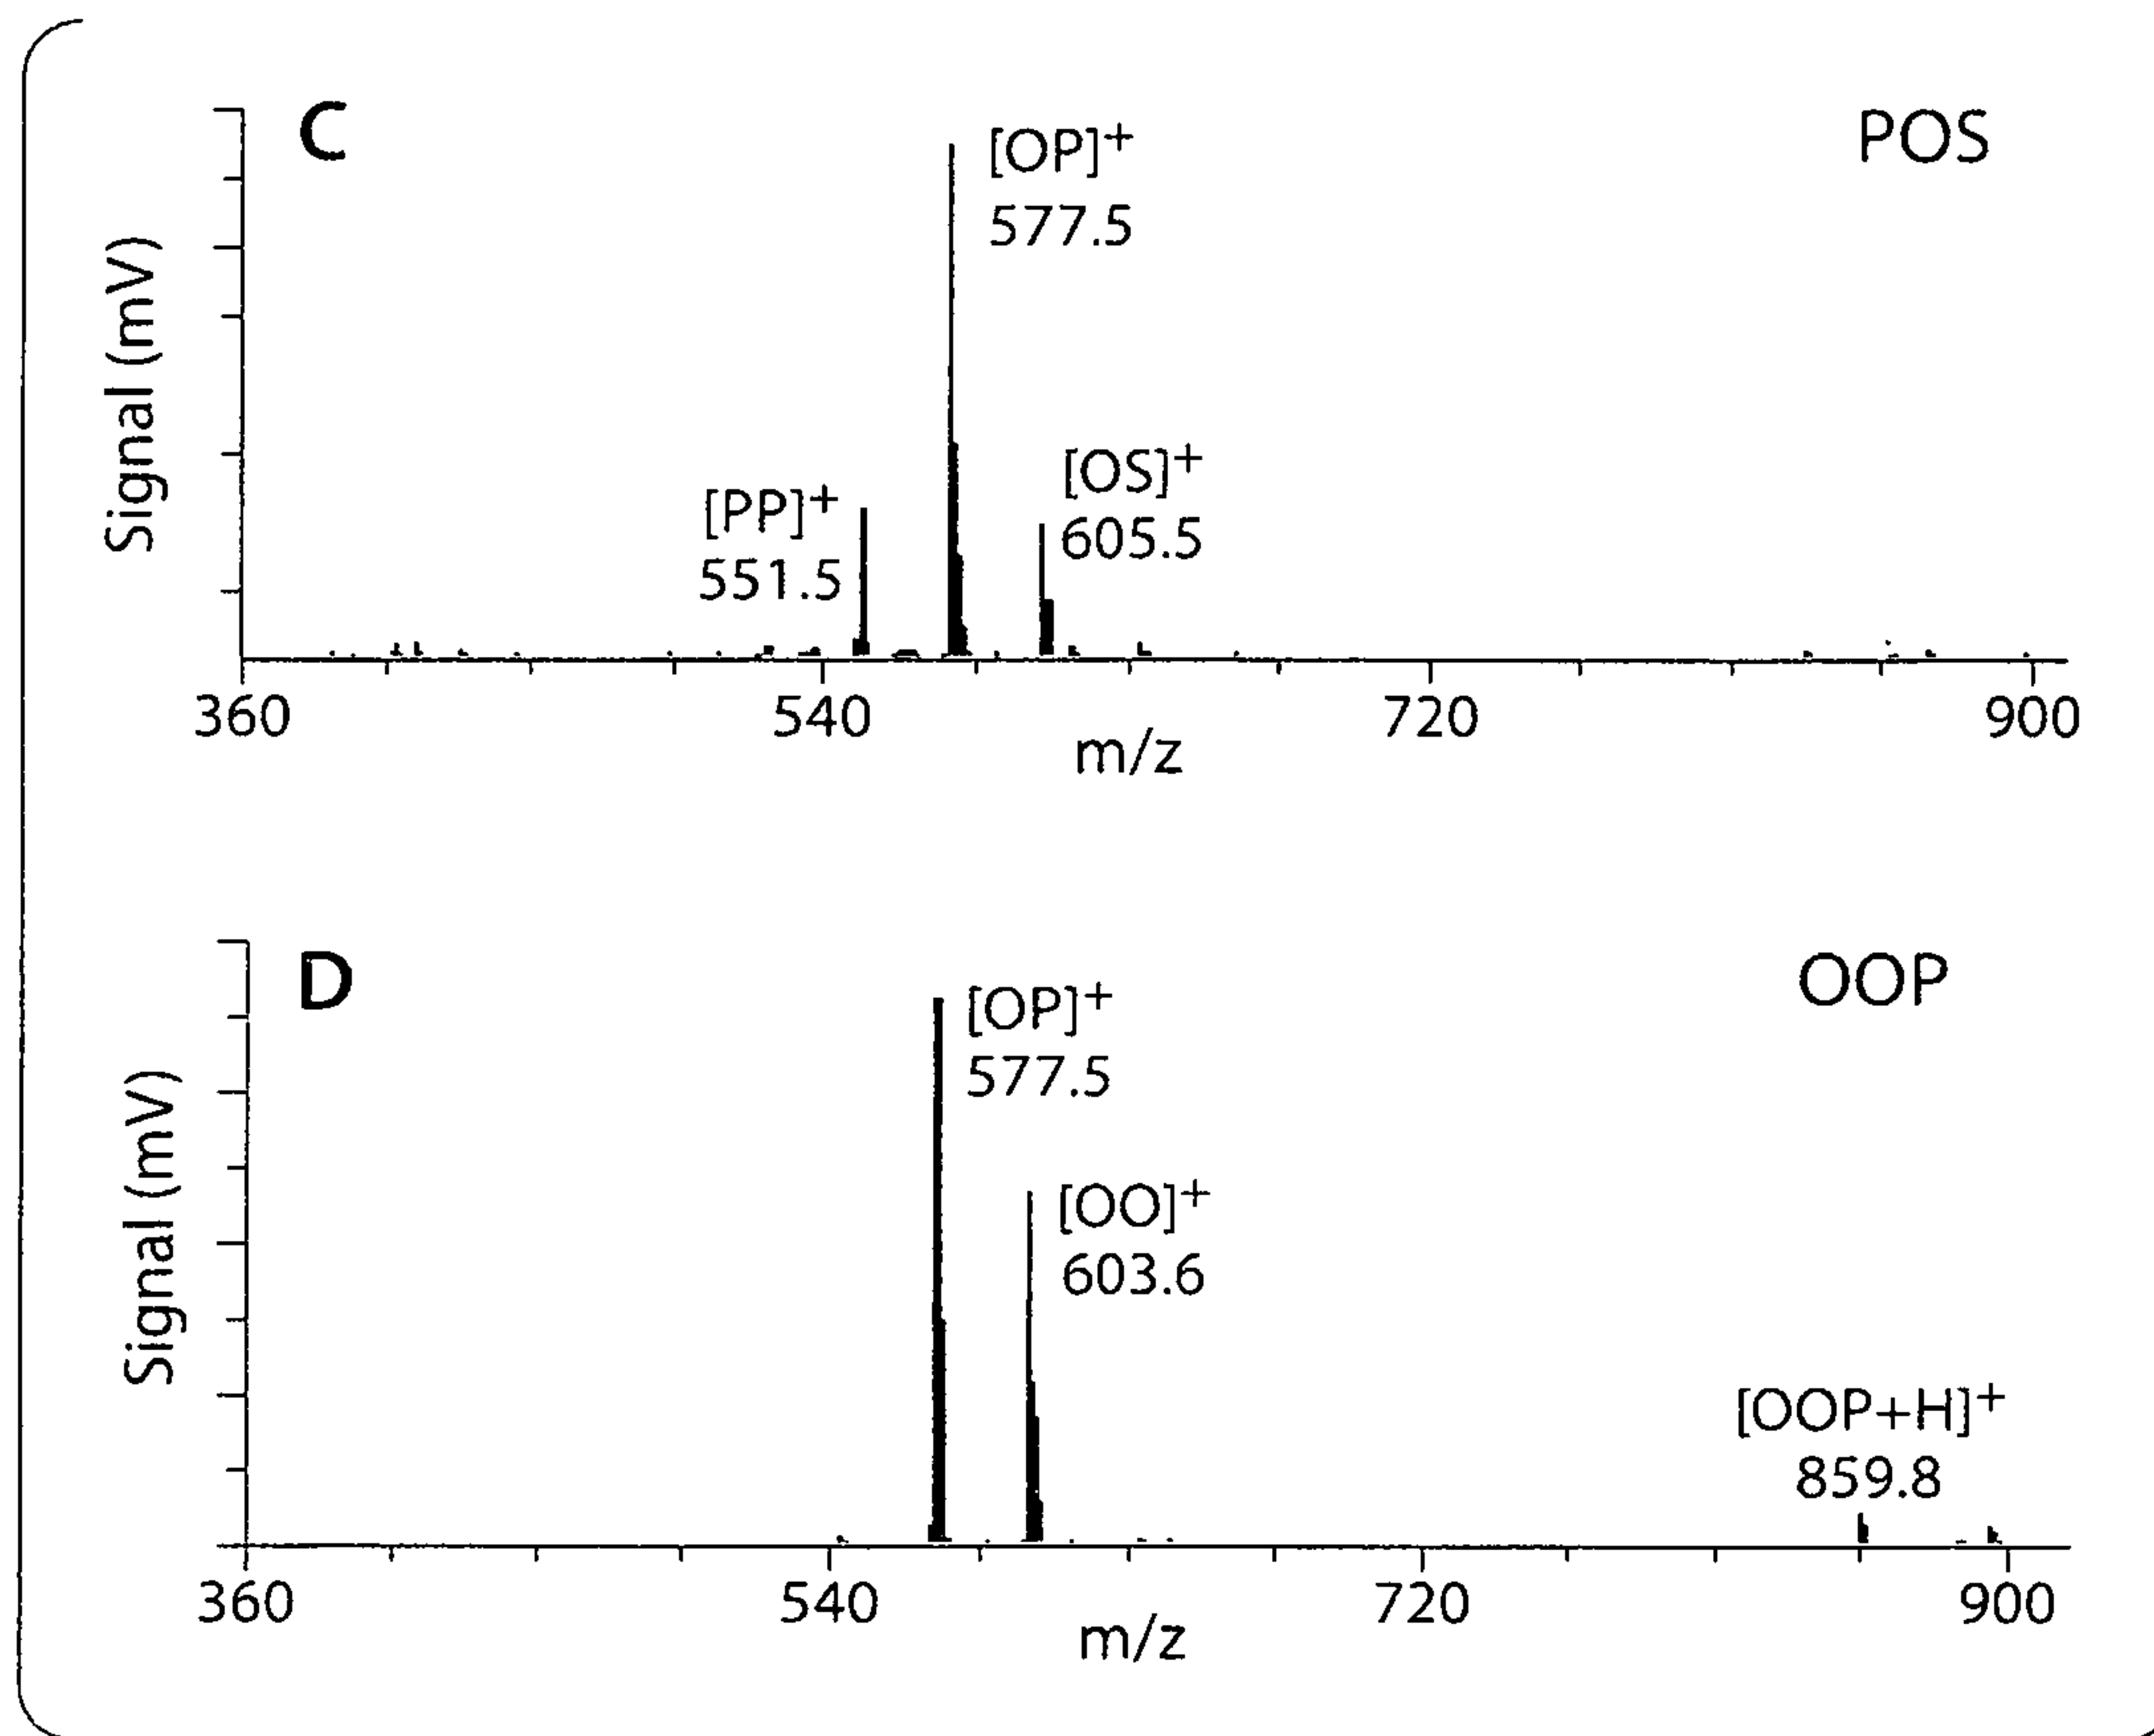 C
POS
[OP]+
577.5
[OS]+
605.5
[PP]+
551.5
Signal (mV)
360 540 720 900
m/z
D
OOP
[OP]+
577.5
[OO]+
603.6
[OOP+H]+
859.8
Signal (mV)
360 540 720 900
m/z